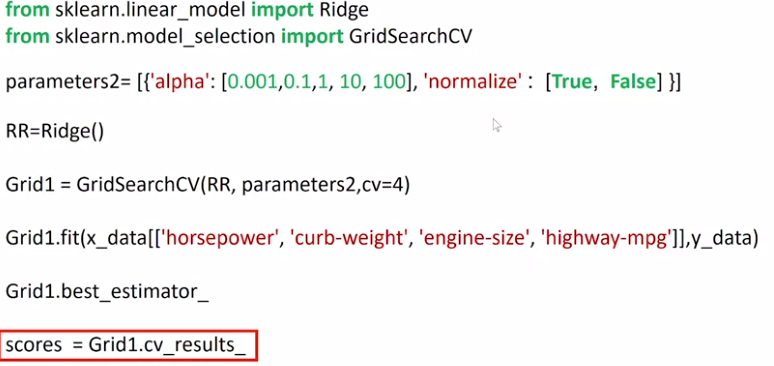 from sklearn.linear_model import Ridge
from sklearn.model_selection import GridSearchCV
parameters2= [{'alpha': [0.001,0.1,1, 10, 100], 'normalize' : [True, False] }]
RR=Ridge()
Grid1 = GridSearchCV(RR, parameters2,cv=4)
Grid1.fit(x_data[['horsepower', 'curb-weight', 'engine-size', 'highway-mpg']],y_data)
Grid1.best_estimator_
scores = Grid1.cv_results_